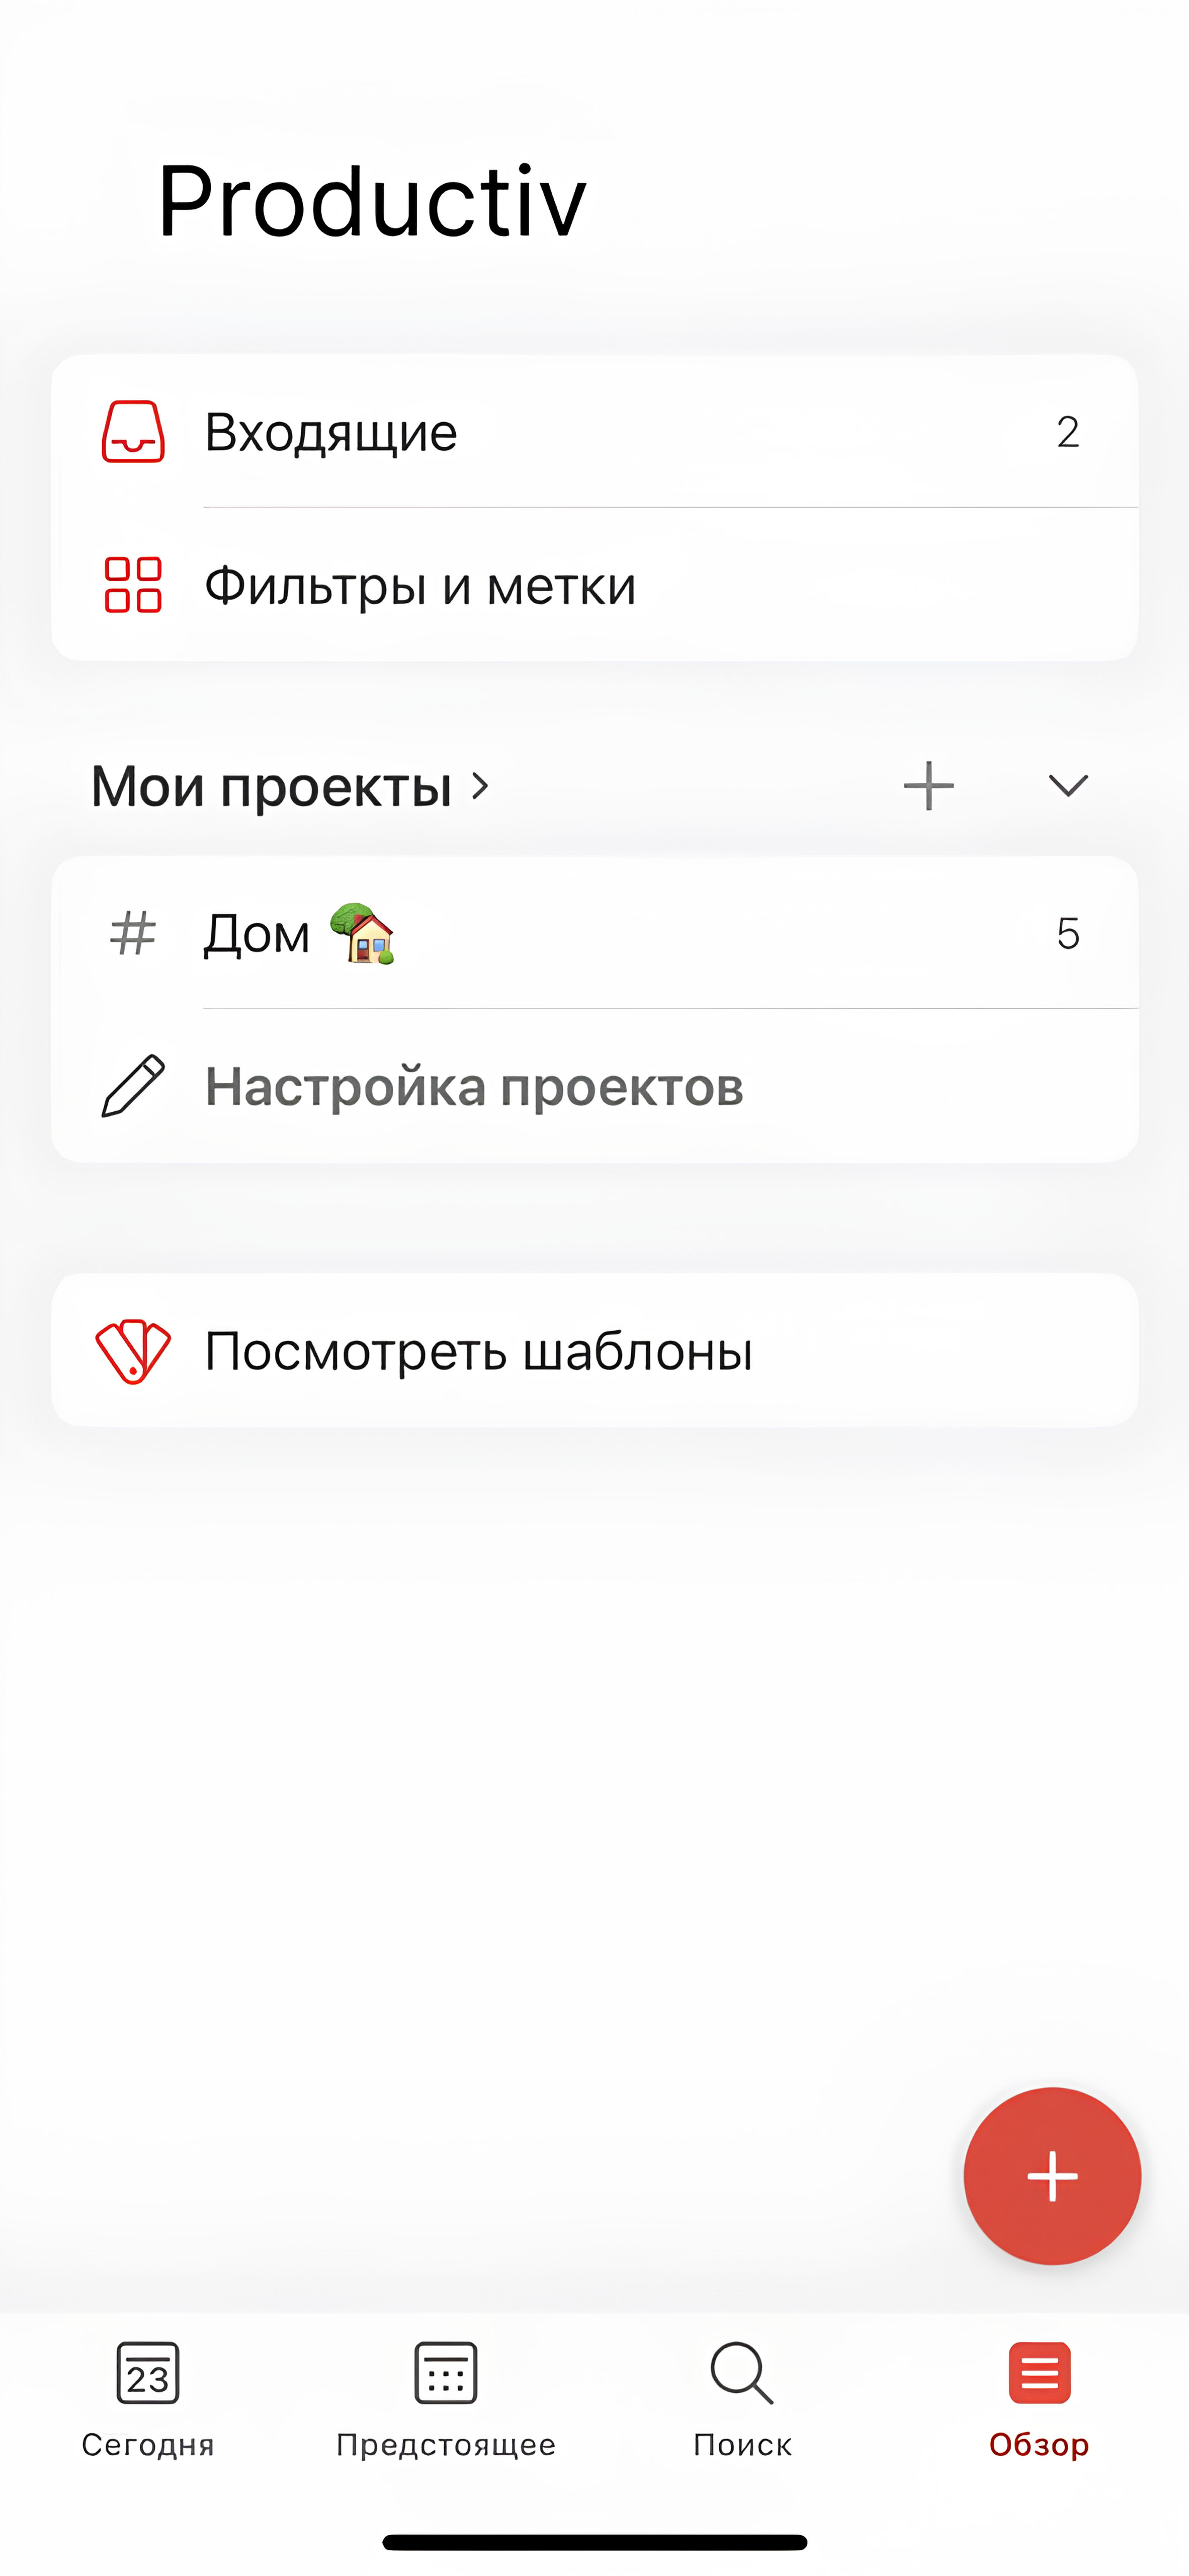 Productiv
Входящие 2
Фильтры и метки
Мои проекты
# Дом 🏡 5
Настройка проектов
Посмотреть шаблоны
23
Сегодня Предстоящее Поиск Обзор